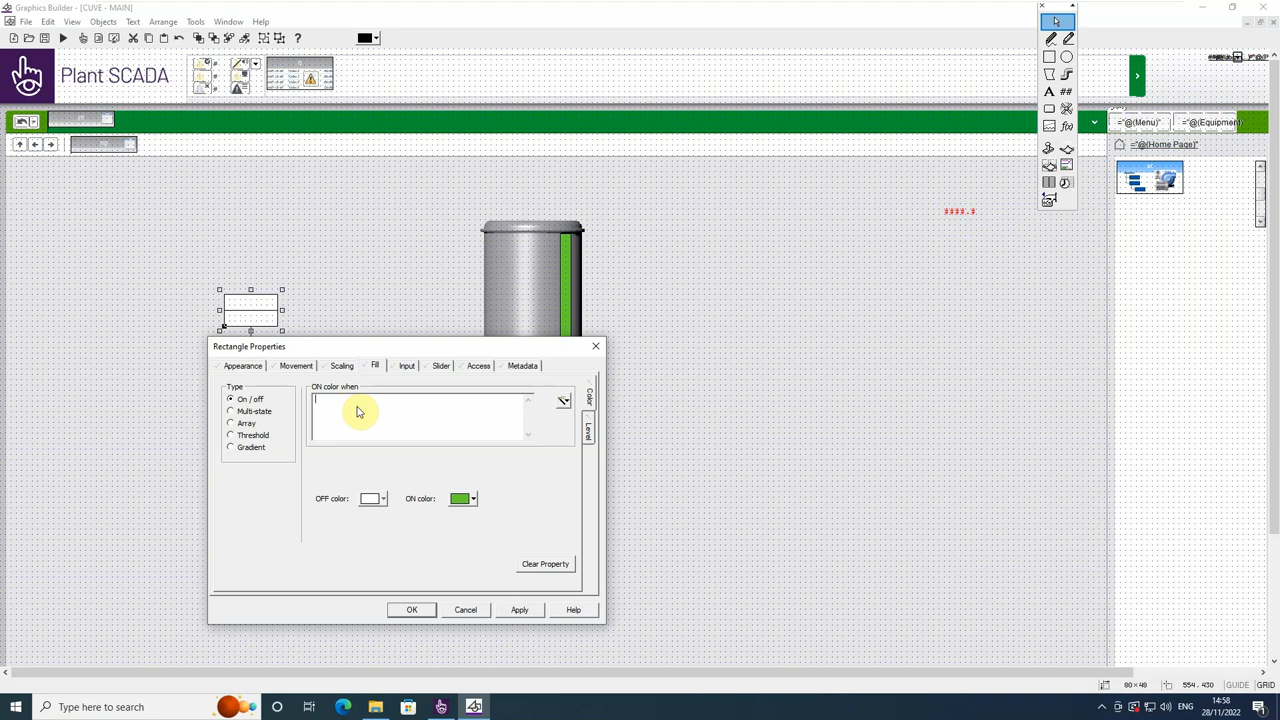 Graphics Builder - [CUVE - MAIN]
File Edit View Objects Text Arrange Tools Window Help
Plant SCADA
="@(Menu)" ="@(Equipment)
="@(Home Page)"
####.#
Rectangle Properties
Appearance Movement Scaling Fill Input Slider Access Metadata
Type
On / off
Multi-state
Array
Threshold
Gradient
ON color when
Color
Level
OFF color: ON color:
Clear Property
OK Cancel Apply Help
80 x 48 554, 430 GUIDE GRID
Type here to search
ENG
14:58
28/11/2022